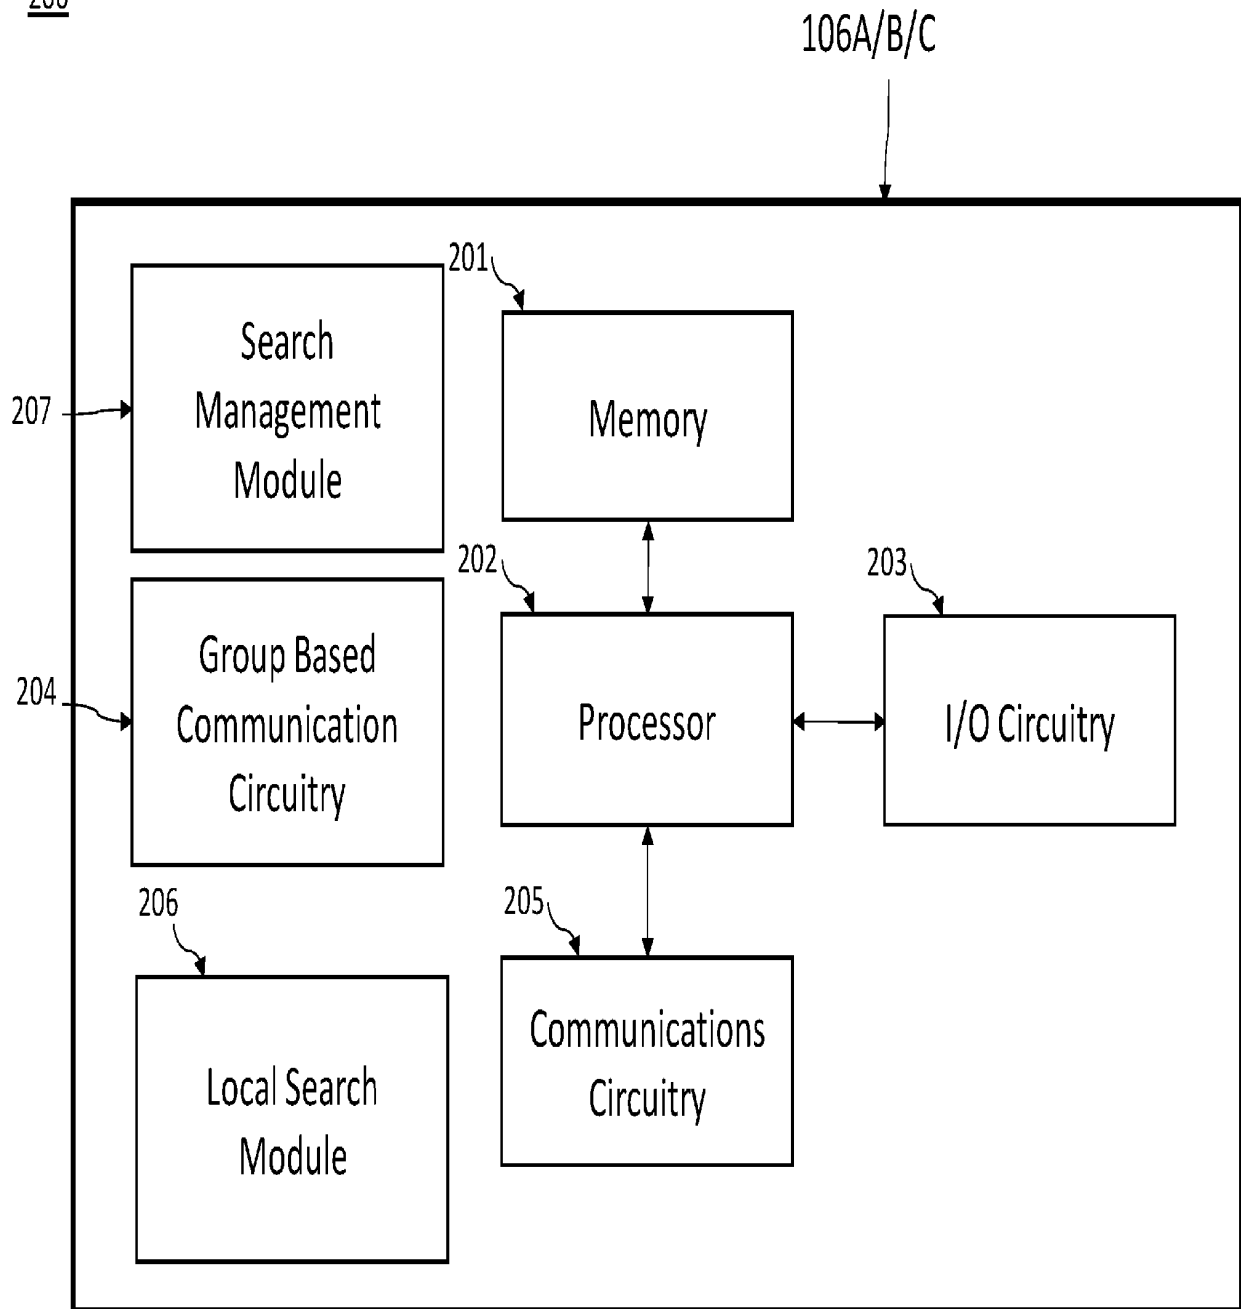 200
106A/B/C
201
Search
Management
Module
207
Memory
202
203
Group Based
Communication
Circuitry
204
Processor
I/O Circuitry
206
205
Communications
Circuitry
Local Search
Module